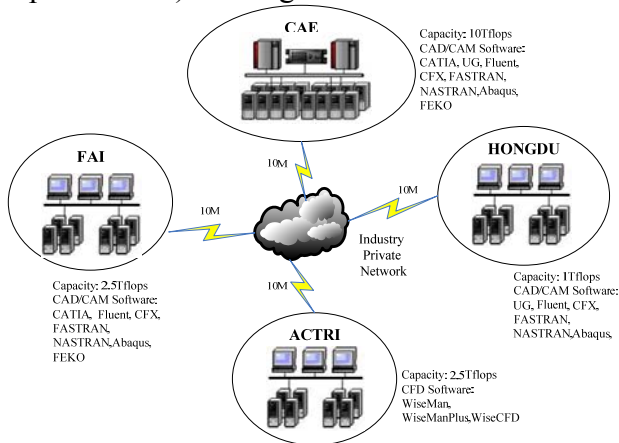 CAE
Capacity: 10Tflops
CAD/CAM Software:
CATIA, UG, Fluent,
CFX, FASTRAN,
NASTRAN,Abaqus,
FEKO
FAI
HONGDU
10M
10M
10M
Industry
Private
Network
10M
Capacity: 2.5Tflops
CAD/CAM Software:
CATIA, Fluent, CFX,
FASTRAN,
NASTRAN,Abaqus,
FEKO
Capacity: 1Tflops
CAD/CAM Software:
UG, Fluent, CFX,
FASTRAN,
NASTRAN,Abaqus,
ACTRI
Capacity: 2.5Tflops
CFD Software:
WiseMan,
WiseManPlus,WiseCFD